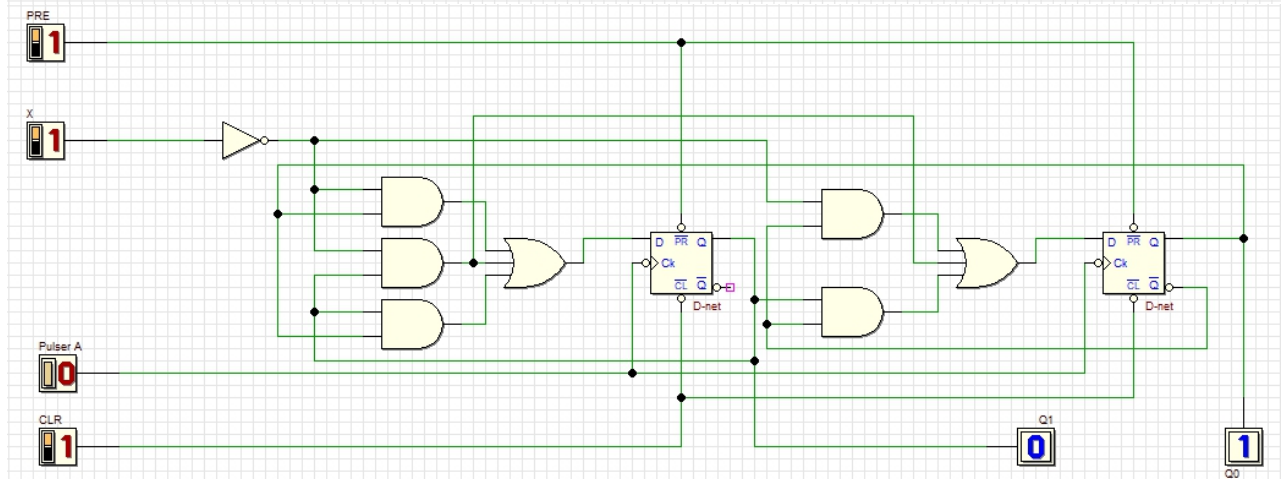 PRE
1
X
1
D PR Q
Ck
CL Q
D-net
D PR Q
Ck
CL Q
D-net
Pulser A
0
CLR
1
Q1
0
1
Q0